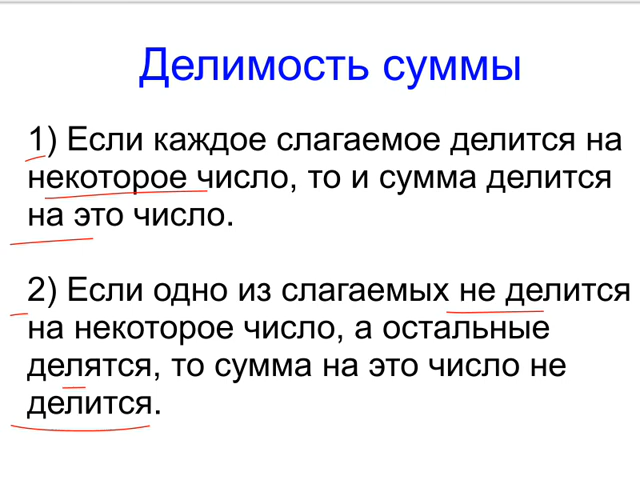 Делимость суммы
1) Если каждое слагаемое делится на
некоторое число, то и сумма делится
на это число.
2) Если одно из слагаемых не делится
на некоторое число, а остальные
делятся, то сумма на это число не
делится.